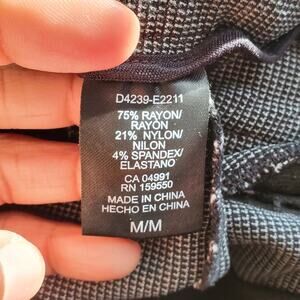 D4239-E2211
75% RAYON/
RAYON
21% NYLON/
NILON
4% SPANDEX/
ELASTANO
CA 04991
RN 159550
MADE IN CHINA
HECHO EN CHINA
M/M